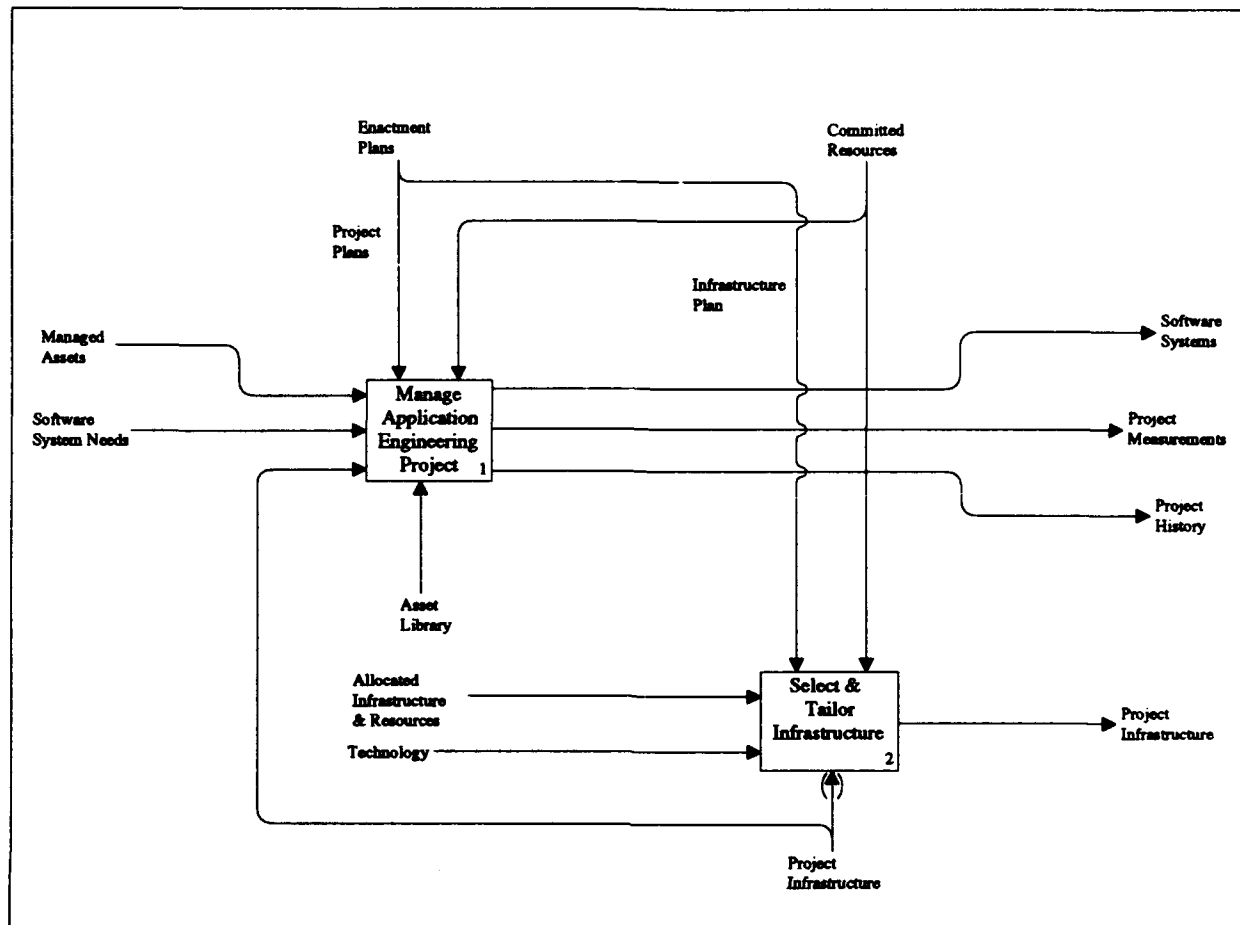 Enactment
Plans
Committed
Resources
Project
Plans
Infrastructure
Plan
Managed
Assets
Software
Systems
Manage
Application
Engineering
Project 1
Software
System Needs
Project
Measurements
Project
History
Asset
Library
Allocated
Infrastructure
& Resources
Select &
Tailor
Infrastructure
2
Project
Infrastructure
Technology
Project
Infrastructure